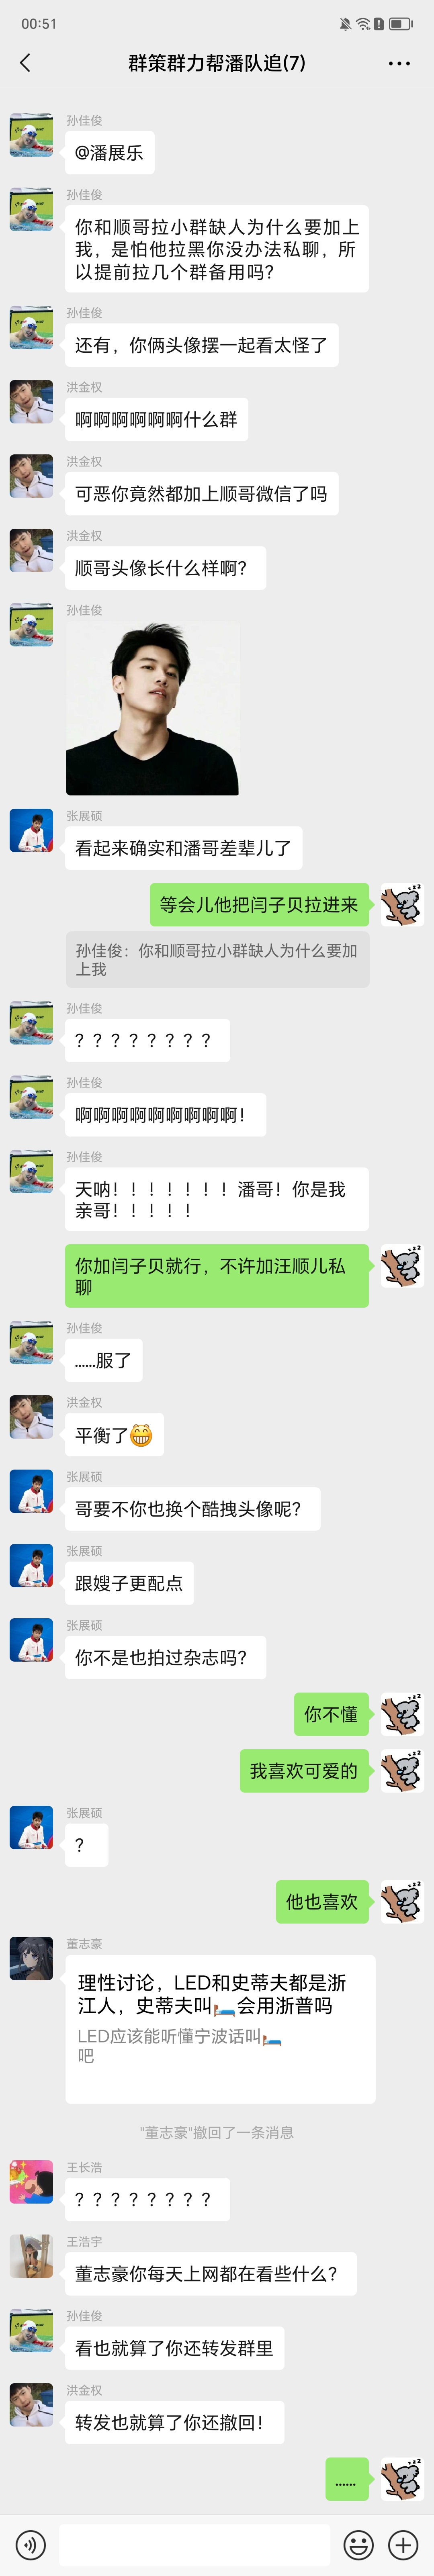 00:51
群策群力帮潘队追(7)
孙佳俊
@潘展乐
孙佳俊
你和顺哥拉小群缺人为什么要加上
我，是怕他拉黑你没办法私聊，所
以提前拉几个群备用吗？
孙佳俊
还有，你俩头像摆一起看太怪了
洪金权
啊啊啊啊啊啊什么群
洪金权
可恶你竟然都加上顺哥微信了吗
洪金权
顺哥头像长什么样啊？
孙佳俊
张展硕
看起来确实和潘哥差辈儿了
等会儿他把闫子贝拉进来
孙佳俊：你和顺哥拉小群缺人为什么要加
上我
孙佳俊
？？？？？？？？
孙佳俊
啊啊啊啊啊啊啊啊啊！
孙佳俊
天呐！！！！！！！潘哥！你是我
亲哥！！！！！
你加闫子贝就行，不许加汪顺儿私
聊
孙佳俊
......服了
洪金权
平衡了😁
张展硕
哥要不你也换个酷拽头像呢？
张展硕
跟嫂子更配点
张展硕
你不是也拍过杂志吗？
你不懂
我喜欢可爱的
张展硕
？
他也喜欢
董志豪
理性讨论，LED和史蒂夫都是浙
江人，史蒂夫叫🛏️会用浙普吗
LED应该能听懂宁波话叫🛏️
吧
"董志豪"撤回了一条消息
王长浩
？？？？？？？？
王浩宇
董志豪你每天上网都在看些什么？
孙佳俊
看也就算了你还转发群里
洪金权
转发也就算了你还撤回！
......